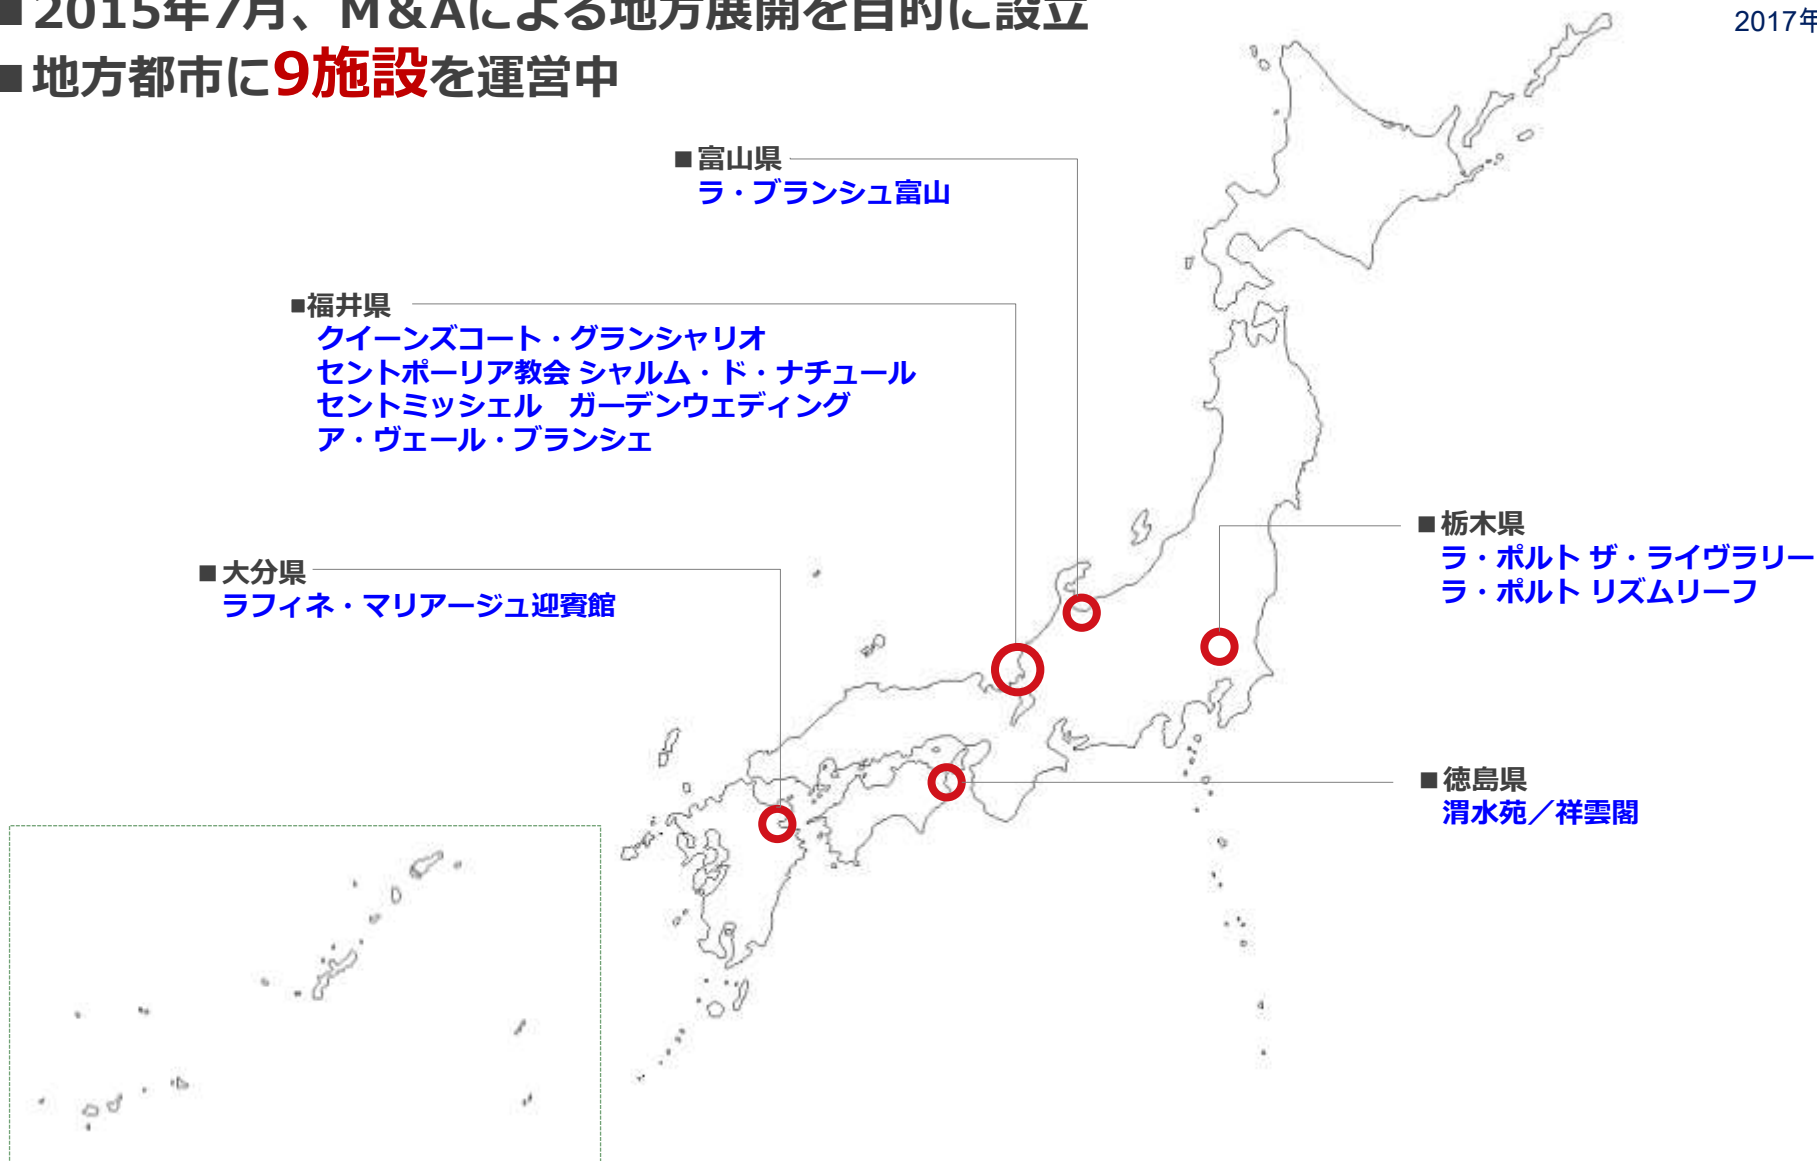 ■2015年7月、M&Aによる地方展開を目的に設立
2017年
■地方都市に9施設を運営中
■富山県
ラ・ブランシュ富山
■福井県
クイーンズコート・グランシャリオ
セントポーリア教会 シャルム・ド・ナチュール
セントミッシェル　ガーデンウェディング
ア・ヴェール・ブランシェ
■栃木県
ラ・ポルト ザ・ライヴラリー
ラ・ポルト リズムリーフ
■大分県
ラフィネ・マリアージュ迎賓館
■徳島県
渭水苑／祥雲閣